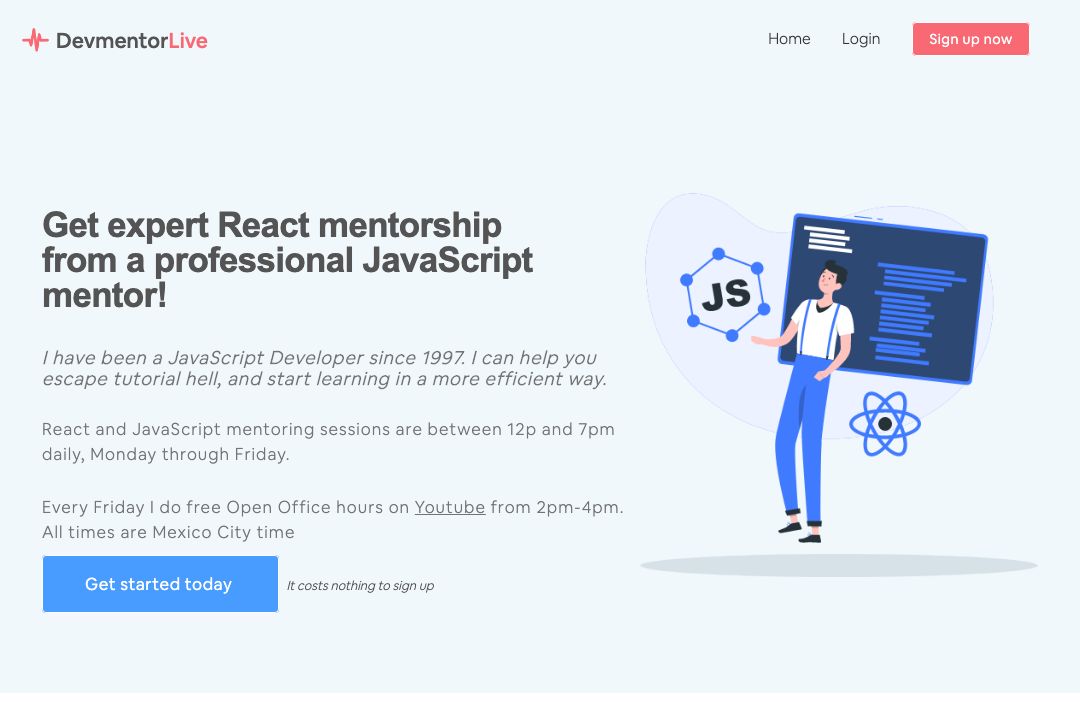 DevmentorLive
Home
Login
Sign up now
Get expert React mentorship
from a professional JavaScript
mentor!
I have been a JavaScript Developer since 1997. I can help you
escape tutorial hell, and start learning in a more efficient way.
React and JavaScript mentoring sessions are between 12p and 7pm
daily, Monday through Friday.
Every Friday I do free Open Office hours on Youtube from 2pm-4pm.
All times are Mexico City time
Get started today
It costs nothing to sign up
JS